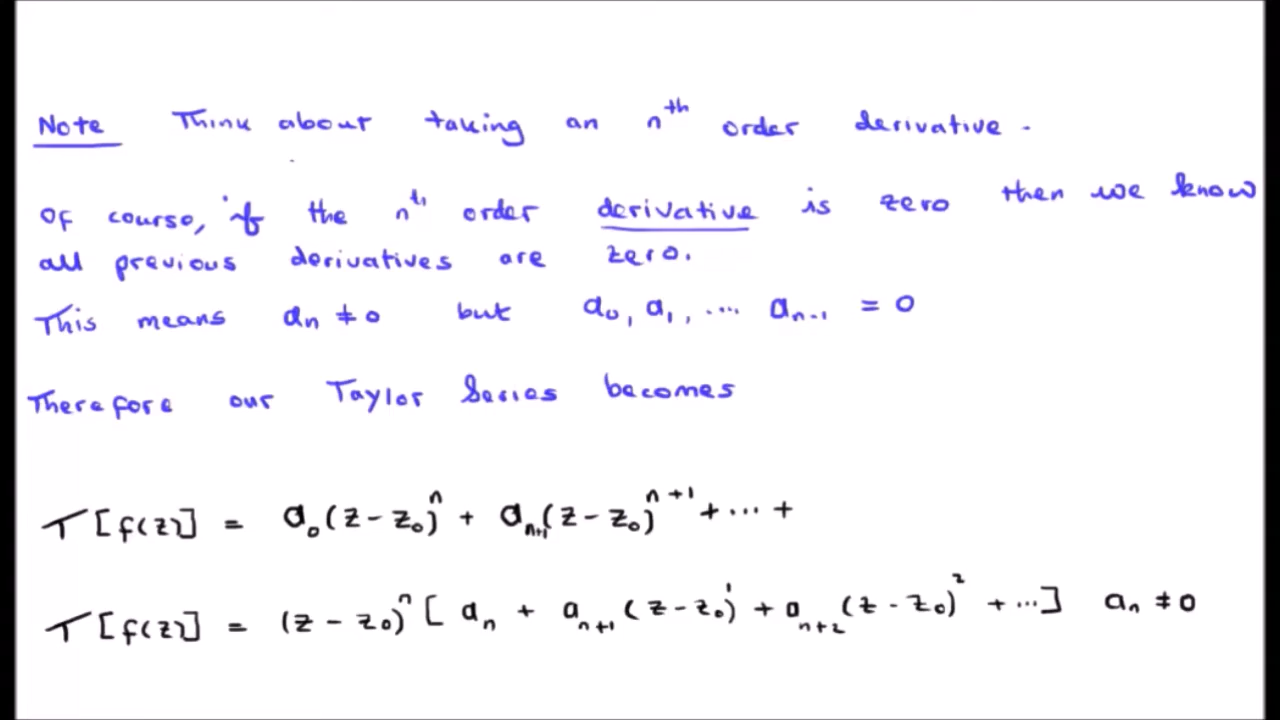 Note Think about taking an nᵗʰ order derivative.
Of course, if the nᵗʰ order derivative is zero then we know
all previous derivatives are zero.
This means aₙ ≠ 0 but a₀, a₁, ... aₙ₋₁ = 0
Therefore our Taylor Series becomes
T[f(z)] = a₀(z-z₀)ⁿ + aₙ₊₁(z-z₀)ⁿ⁺¹ + ... +
T[f(z)] = (z-z₀)ⁿ [aₙ + aₙ₊₁(z-z₀)¹ + aₙ₊₂(z-z₀)² + ...] aₙ ≠ 0